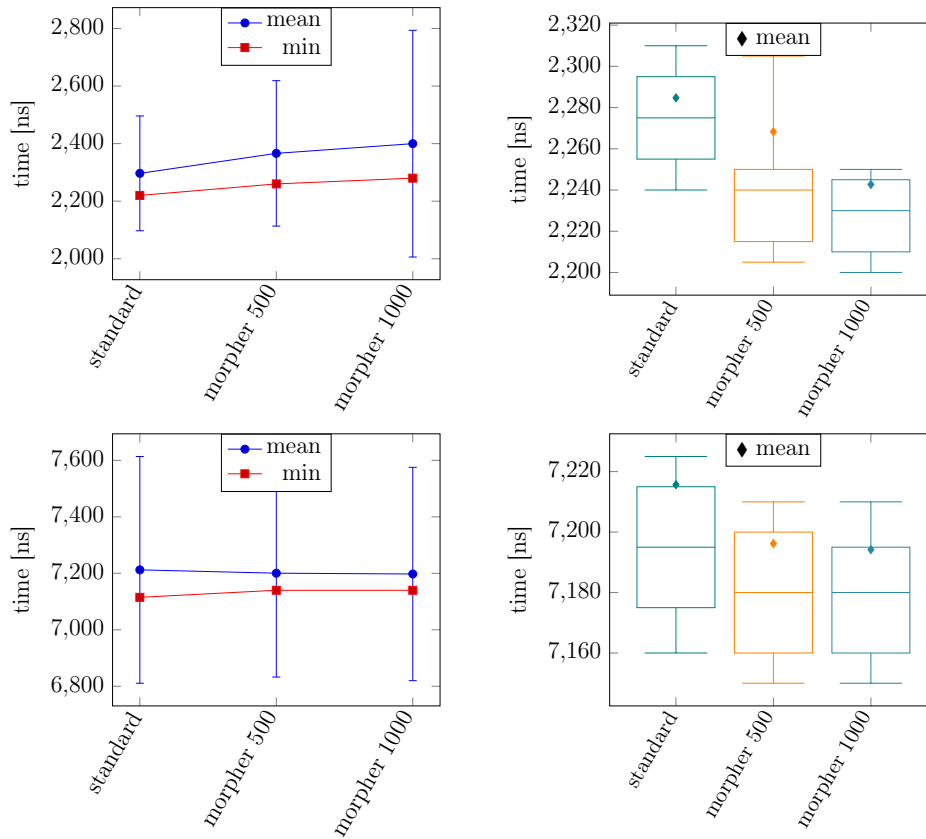 2,800
2,600
2,400
2,200
2,000
time [ns]
mean
min
standard
morpher 500
morpher 1000
2,320
2,300
2,280
2,260
2,240
2,220
2,200
time [ns]
mean
standard
morpher 500
morpher 1000
7,600
7,400
7,200
7,000
6,800
time [ns]
mean
min
standard
morpher 500
morpher 1000
7,220
7,200
7,180
7,160
time [ns]
mean
standard
morpher 500
morpher 1000